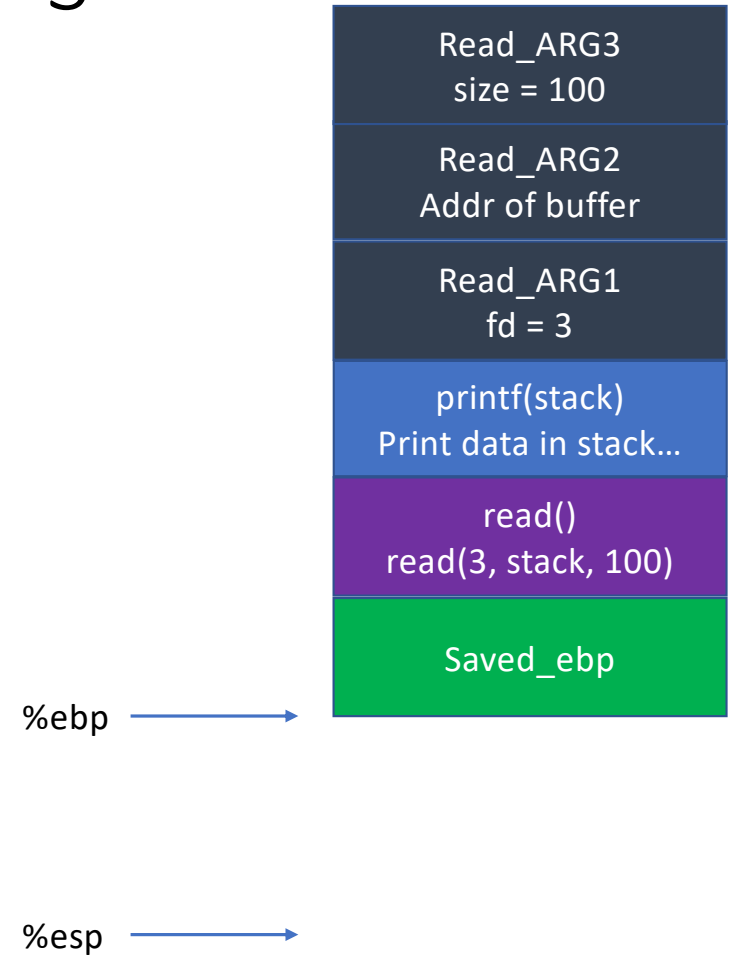 Read_ARG3
size = 100
Read_ARG2
Addr of buffer
Read_ARG1
fd = 3
printf(stack)
Print data in stack…
read()
read(3, stack, 100)
Saved_ebp
%ebp
%esp